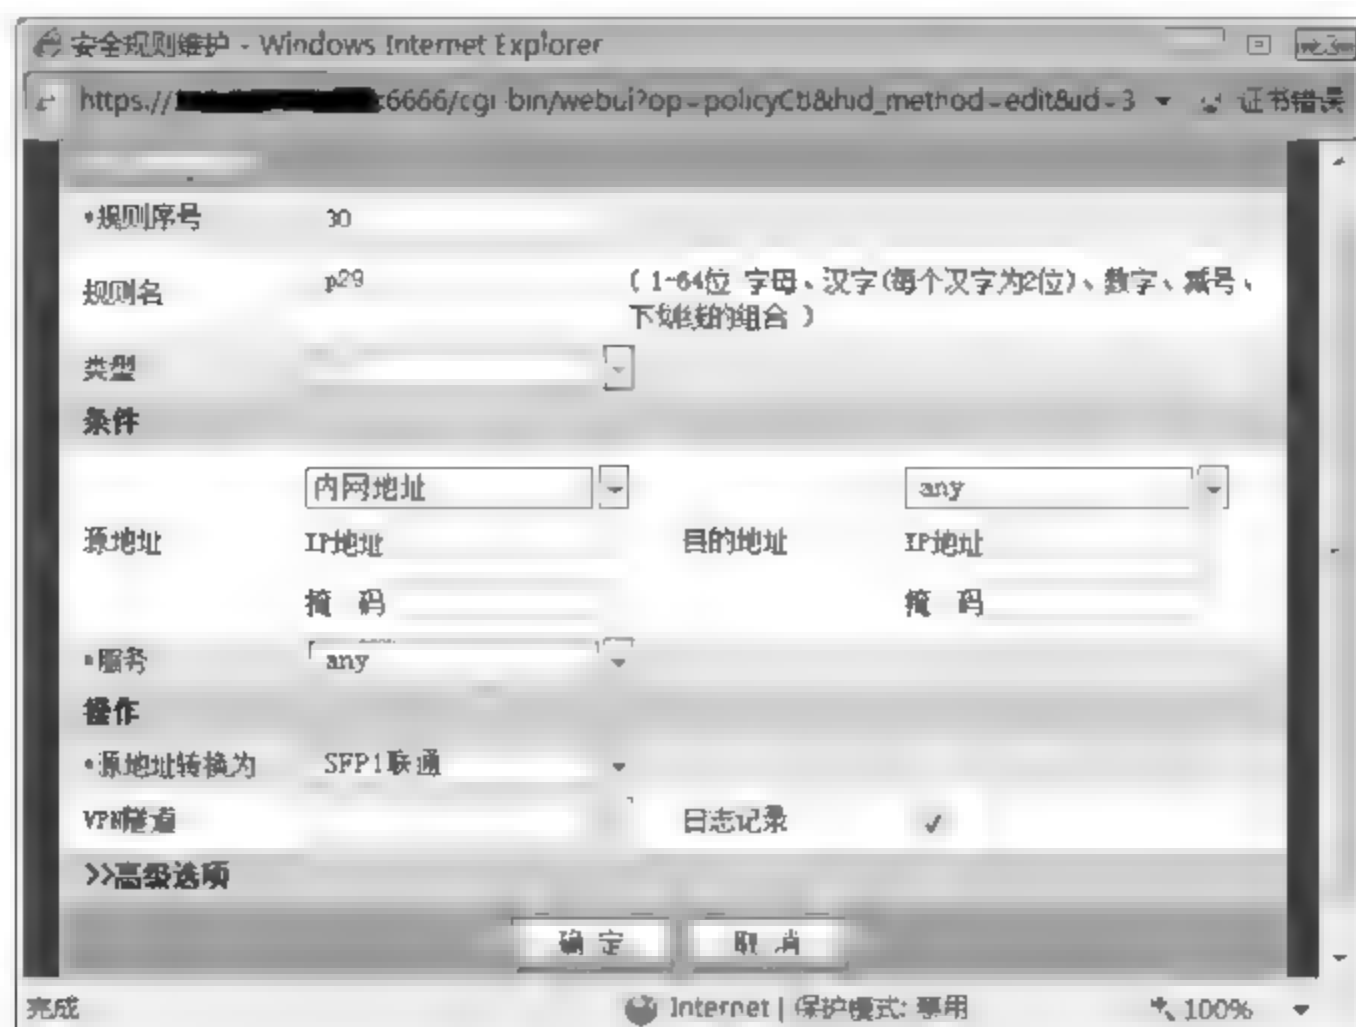 安全规则维护 - Windows Internet Explorer
https:// :6666/cgi-bin/webui?op=policyCtl&hid_method=edit&id=3 证书错误
*规则序号 30
规则名 p29 (1-64位 字母、汉字(每个汉字为2位)、数字、减号、
下划线的组合)
类型
条件
内网地址 any
源地址 IP地址 目的地址 IP地址
掩 码 掩 码
*服务 any
操作
*源地址转换为 SFP1联通
VPN隧道 日志记录 ✓
>>高级选项
确 定 取 消
完成 Internet | 保护模式: 禁用 100%